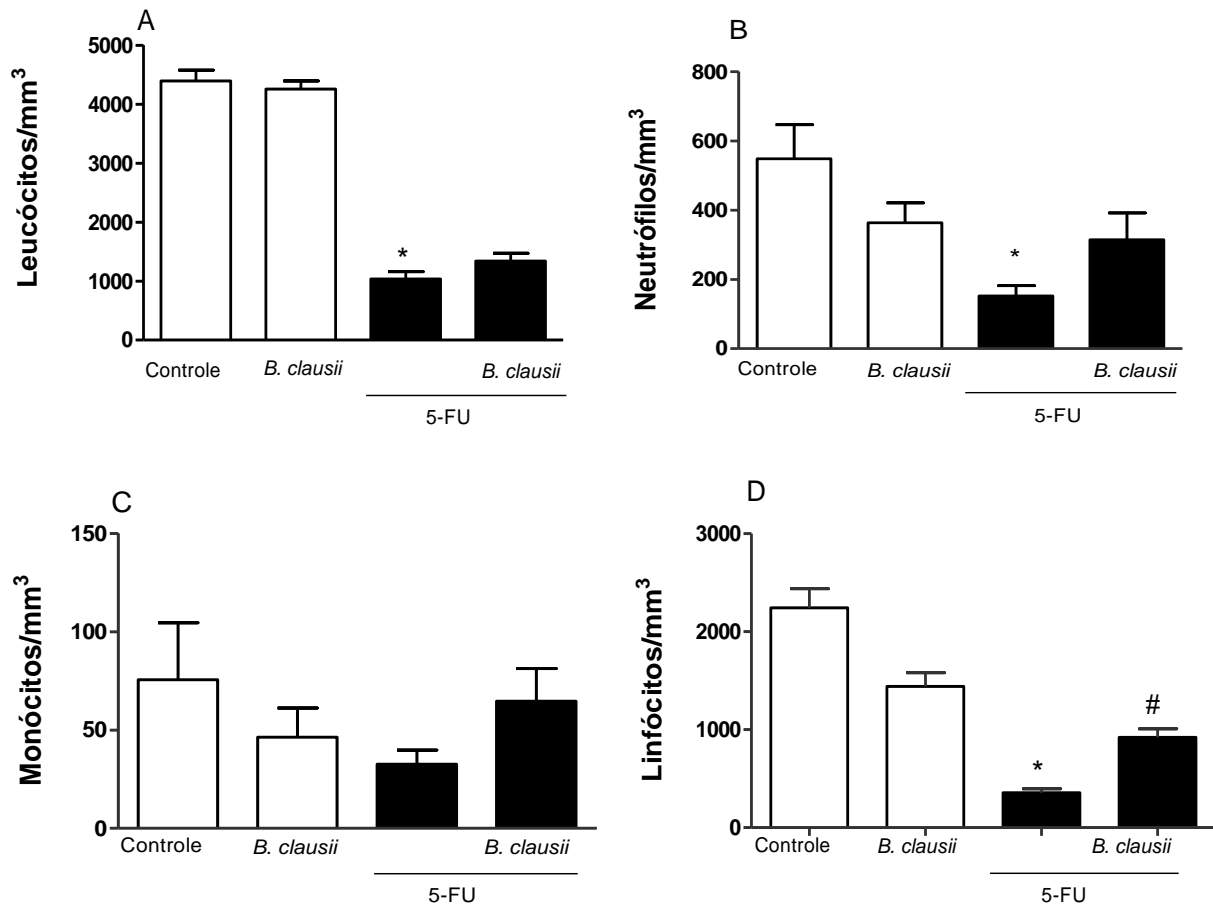 A
Leucócitos/mm³
5000
4000
3000
2000
1000
0
*
Controle
B. clausii
B. clausii
5-FU
B
Neutrófilos/mm³
800
600
400
200
0
*
Controle
B. clausii
B. clausii
5-FU
C
Monócitos/mm³
150
100
50
0
Controle
B. clausii
B. clausii
5-FU
D
Linfócitos/mm³
3000
2000
1000
0
*
#
Controle
B. clausii
B. clausii
5-FU